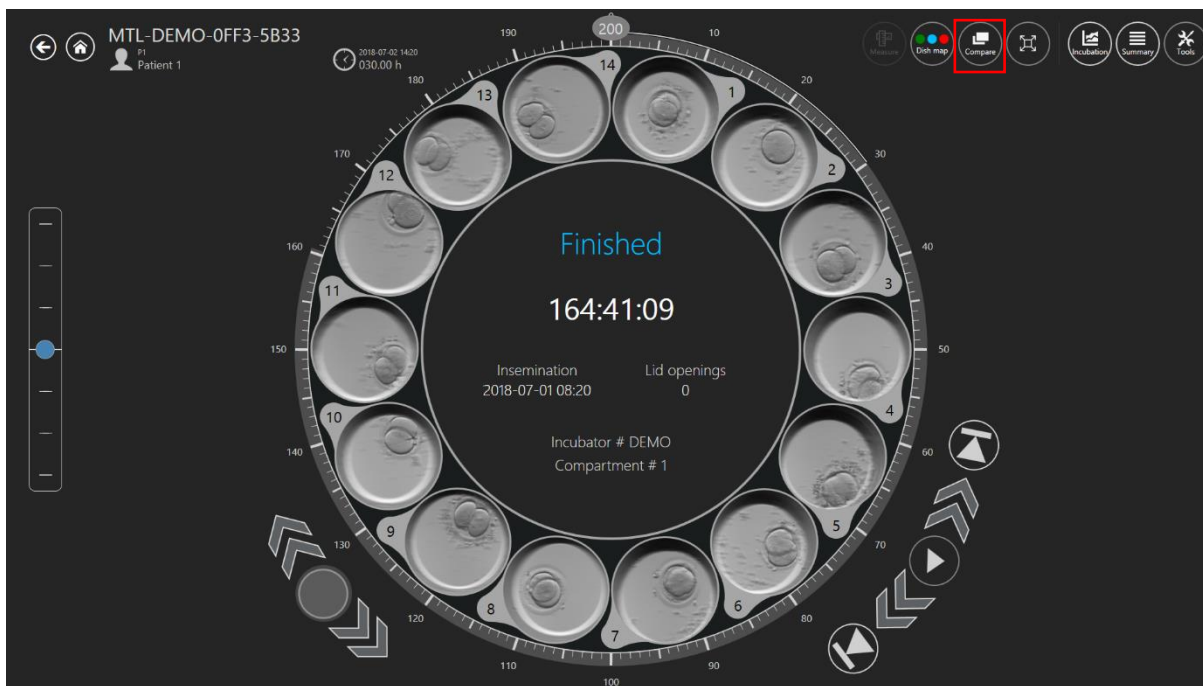 MTL-DEMO-0FF3-5B33
P1
Patient 1
2018-07-02 14:20
030.00 h
Measure
Dish map
Compare
Incubation
Summary
Tools
200
10
20
30
40
50
60
70
80
90
100
110
120
130
140
150
160
170
180
190
1
2
3
4
5
6
7
8
9
10
11
12
13
14
Finished
164:41:09
Insemination Lid openings
2018-07-01 08:20 0
Incubator # DEMO
Compartment # 1